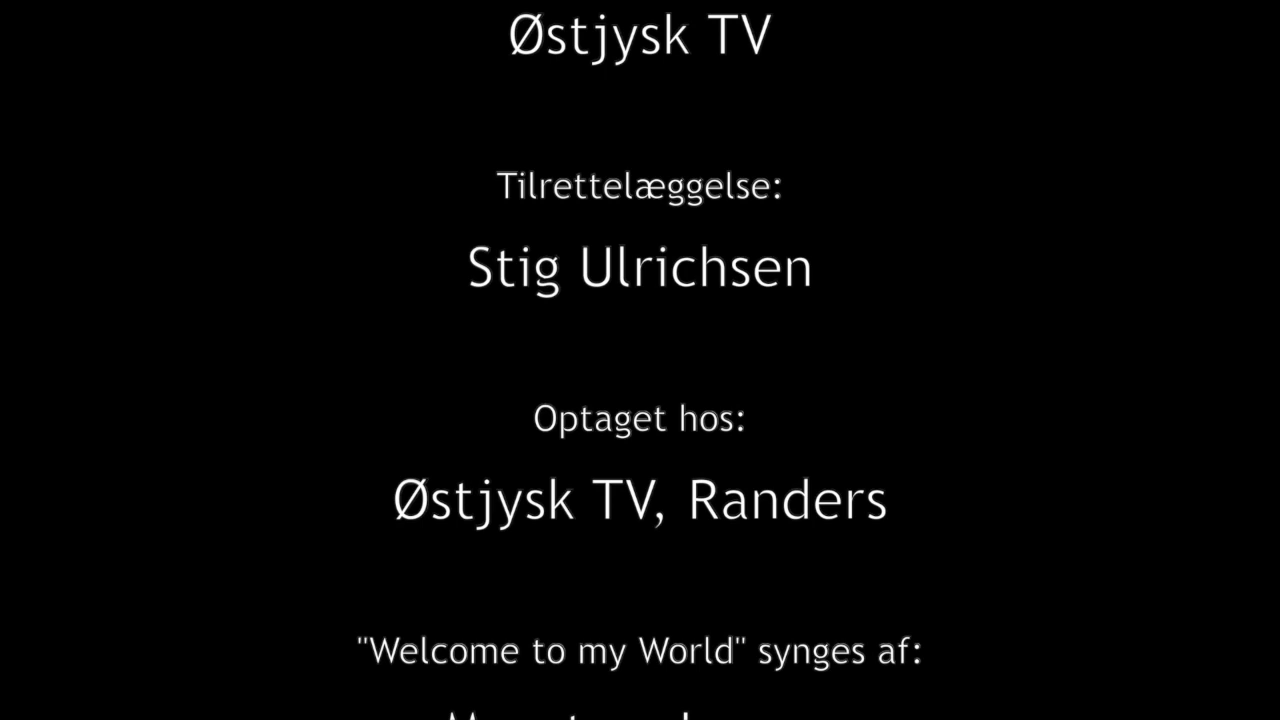 Østjysk TV
Tilrettelæggelse:
Stig Ulrichsen
Optaget hos:
Østjysk TV, Randers
"Welcome to my World" synges af: